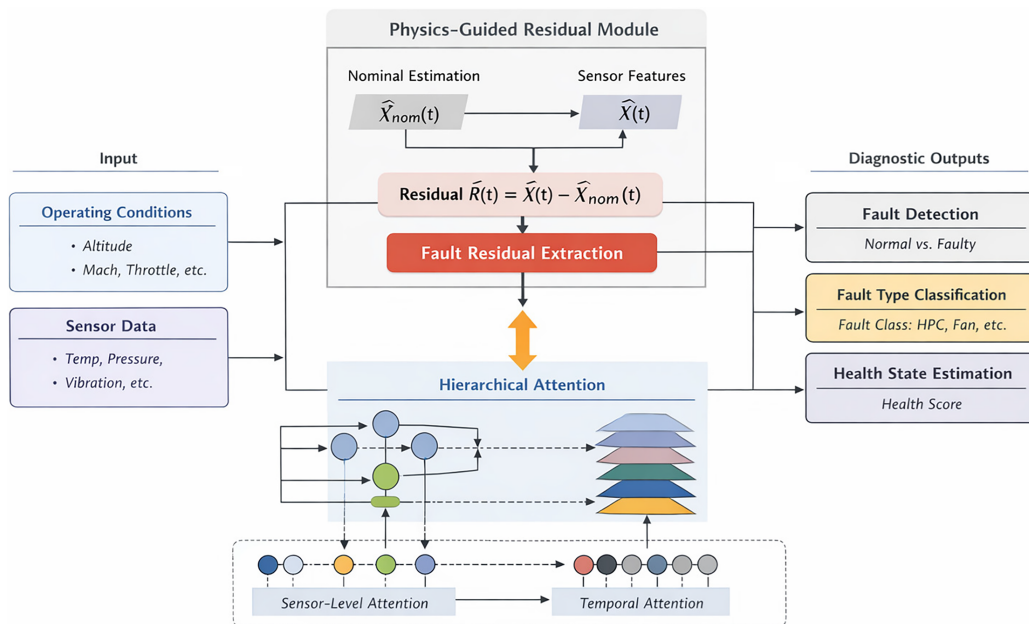 Physics-Guided Residual Module
Nominal Estimation
Sensor Features
X̂nom(t)
X̂(t)
Residual R̄(t) = X̂(t) − X̂nom(t)
Fault Residual Extraction
Input
Operating Conditions
• Altitude
• Mach, Throttle, etc.
Sensor Data
• Temp, Pressure,
• Vibration, etc.
Diagnostic Outputs
Fault Detection
Normal vs. Faulty
Fault Type Classification
Fault Class: HPC, Fan, etc.
Health State Estimation
Health Score
Hierarchical Attention
Sensor-Level Attention
Temporal Attention